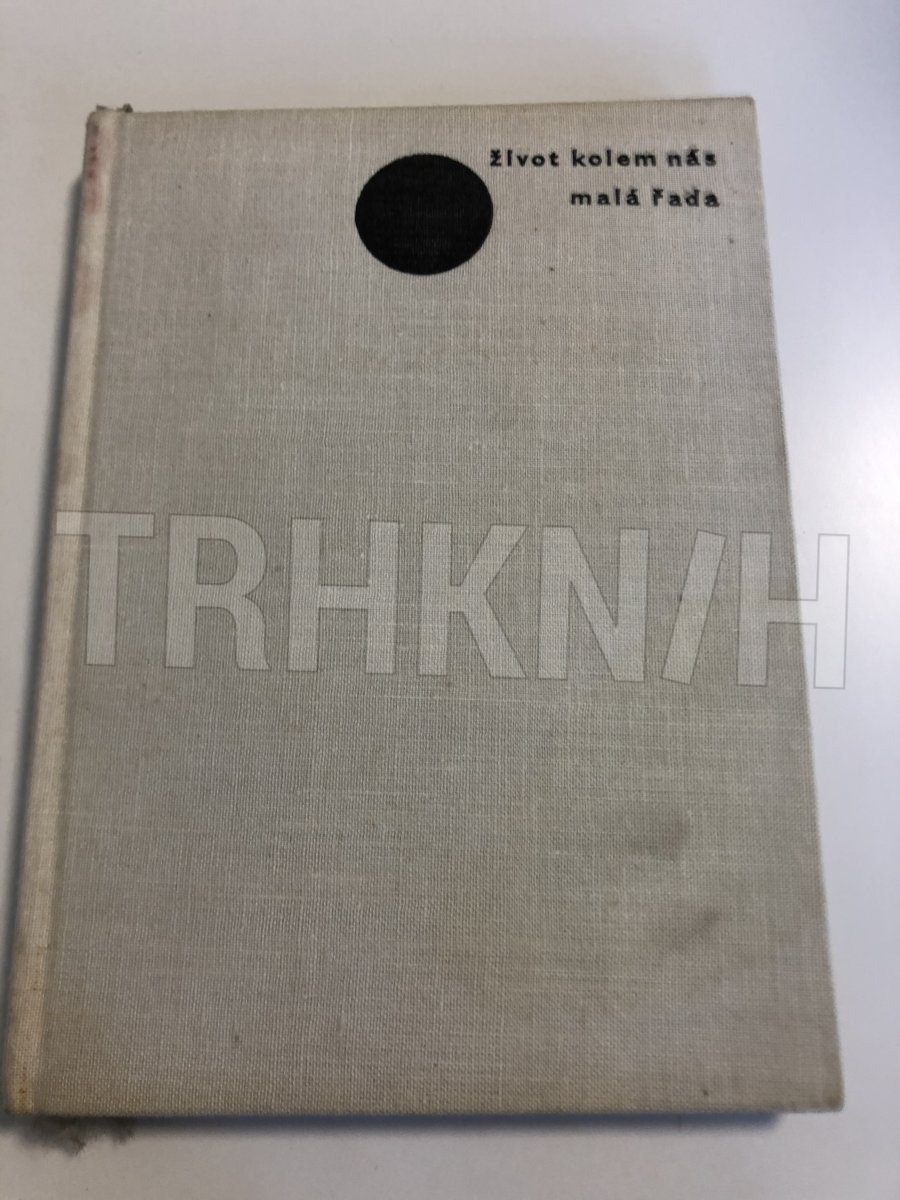 život kolem nás
malá řada
TRHKNIH